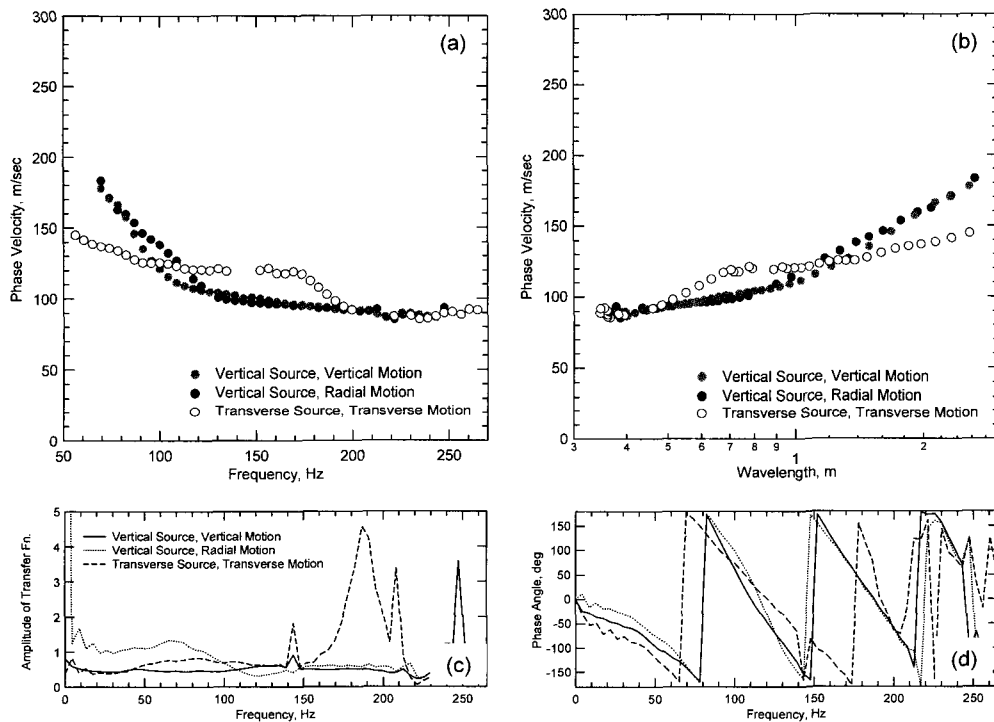 300
250
200
150
100
50
0
Phase Velocity, m/sec
(a)
Vertical Source, Vertical Motion
Vertical Source, Radial Motion
Transverse Source, Transverse Motion
50 100 150 200 250
Frequency, Hz
300
250
200
150
100
50
0
Phase Velocity, m/sec
(b)
Vertical Source, Vertical Motion
Vertical Source, Radial Motion
Transverse Source, Transverse Motion
3 4 5 6 7 8 9 1 2
Wavelength, m
5
4
3
2
1
0
Amplitude of Transfer Fn.
Vertical Source, Vertical Motion
Vertical Source, Radial Motion
Transverse Source, Transverse Motion
(c)
0 50 100 150 200 250
Frequency, Hz
150
100
50
0
-50
-100
-150
Phase Angle, deg
(d)
0 50 100 150 200 250
Frequency, Hz